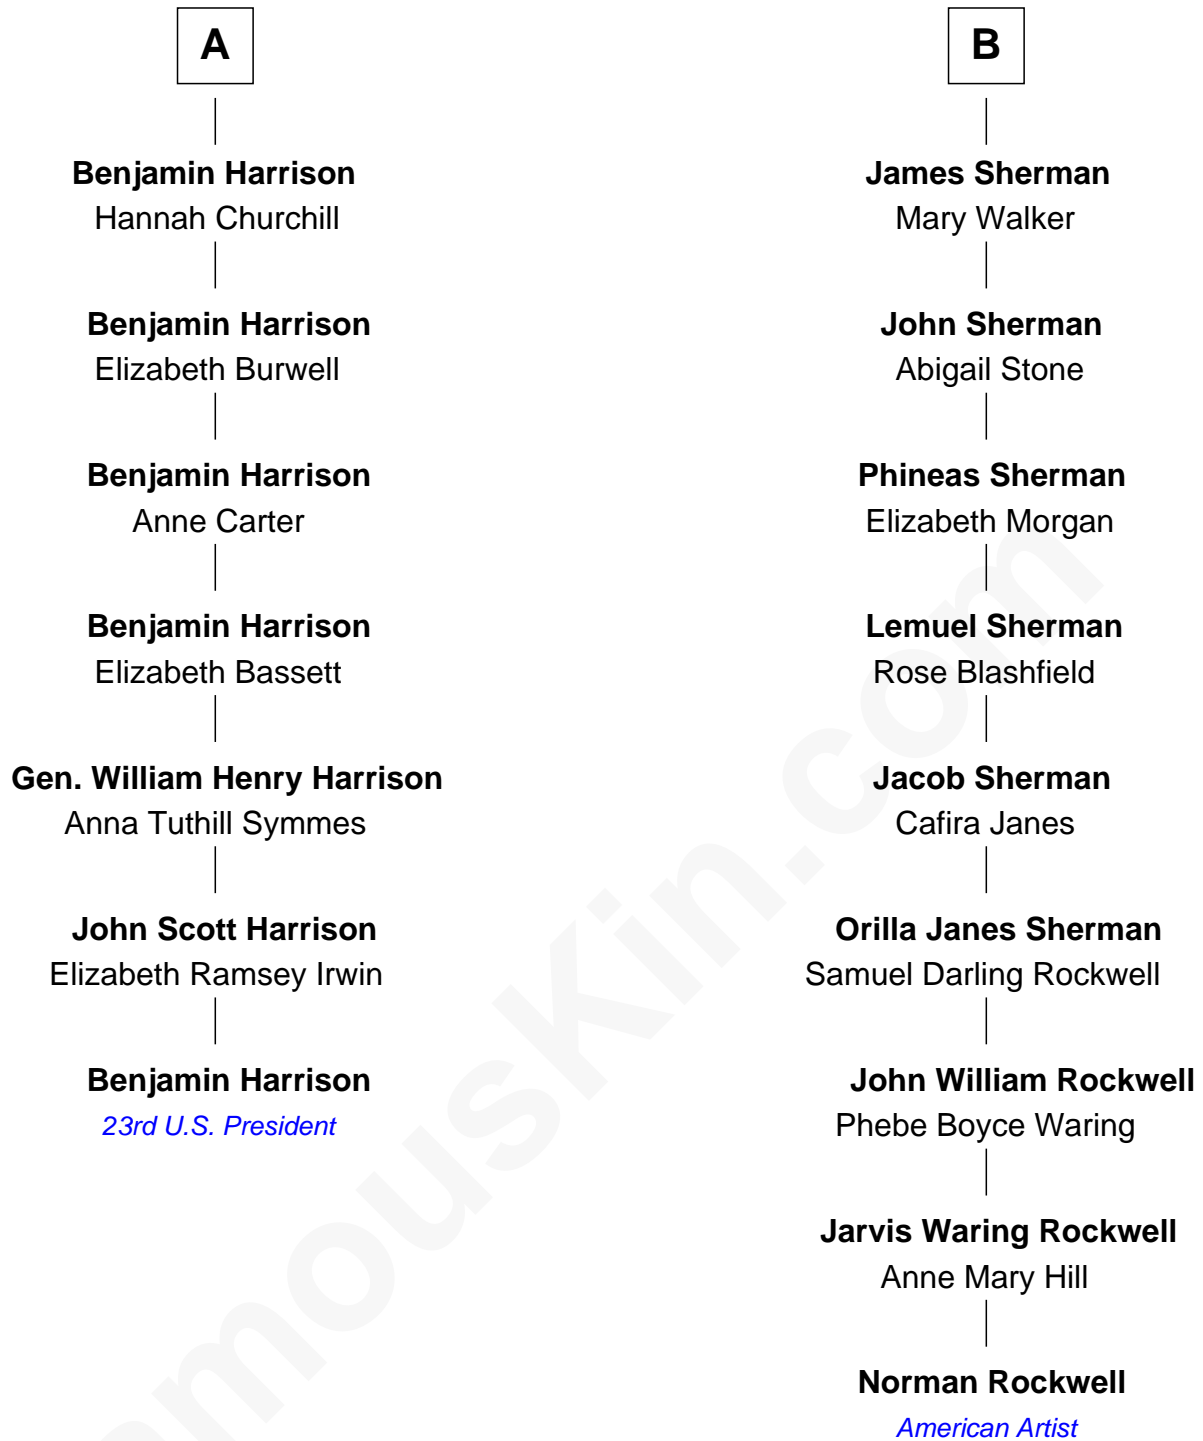 A
Benjamin Harrison
Hannah Churchill
Benjamin Harrison
Elizabeth Burwell
Benjamin Harrison
Anne Carter
Benjamin Harrison
Elizabeth Bassett
Gen. William Henry Harrison
Anna Tuthill Symmes
John Scott Harrison
Elizabeth Ramsey Irwin
Benjamin Harrison
23rd U.S. President
B
James Sherman
Mary Walker
John Sherman
Abigail Stone
Phineas Sherman
Elizabeth Morgan
Lemuel Sherman
Rose Blashfield
Jacob Sherman
Cafira Janes
Orilla Janes Sherman
Samuel Darling Rockwell
John William Rockwell
Phebe Boyce Waring
Jarvis Waring Rockwell
Anne Mary Hill
Norman Rockwell
American Artist
amouskin.com